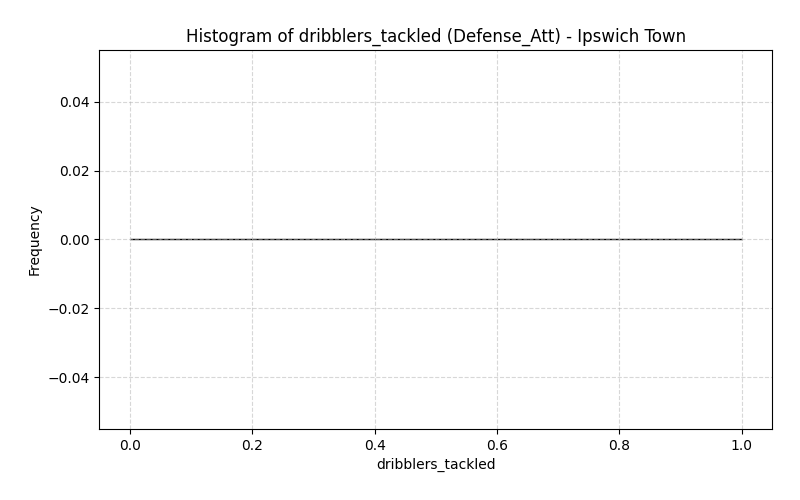 Histogram of dribblers_tackled (Defense_Att) - Ipswich Town
Frequency
0.04
0.02
0.00
−0.02
−0.04
0.0 0.2 0.4 0.6 0.8 1.0
dribblers_tackled